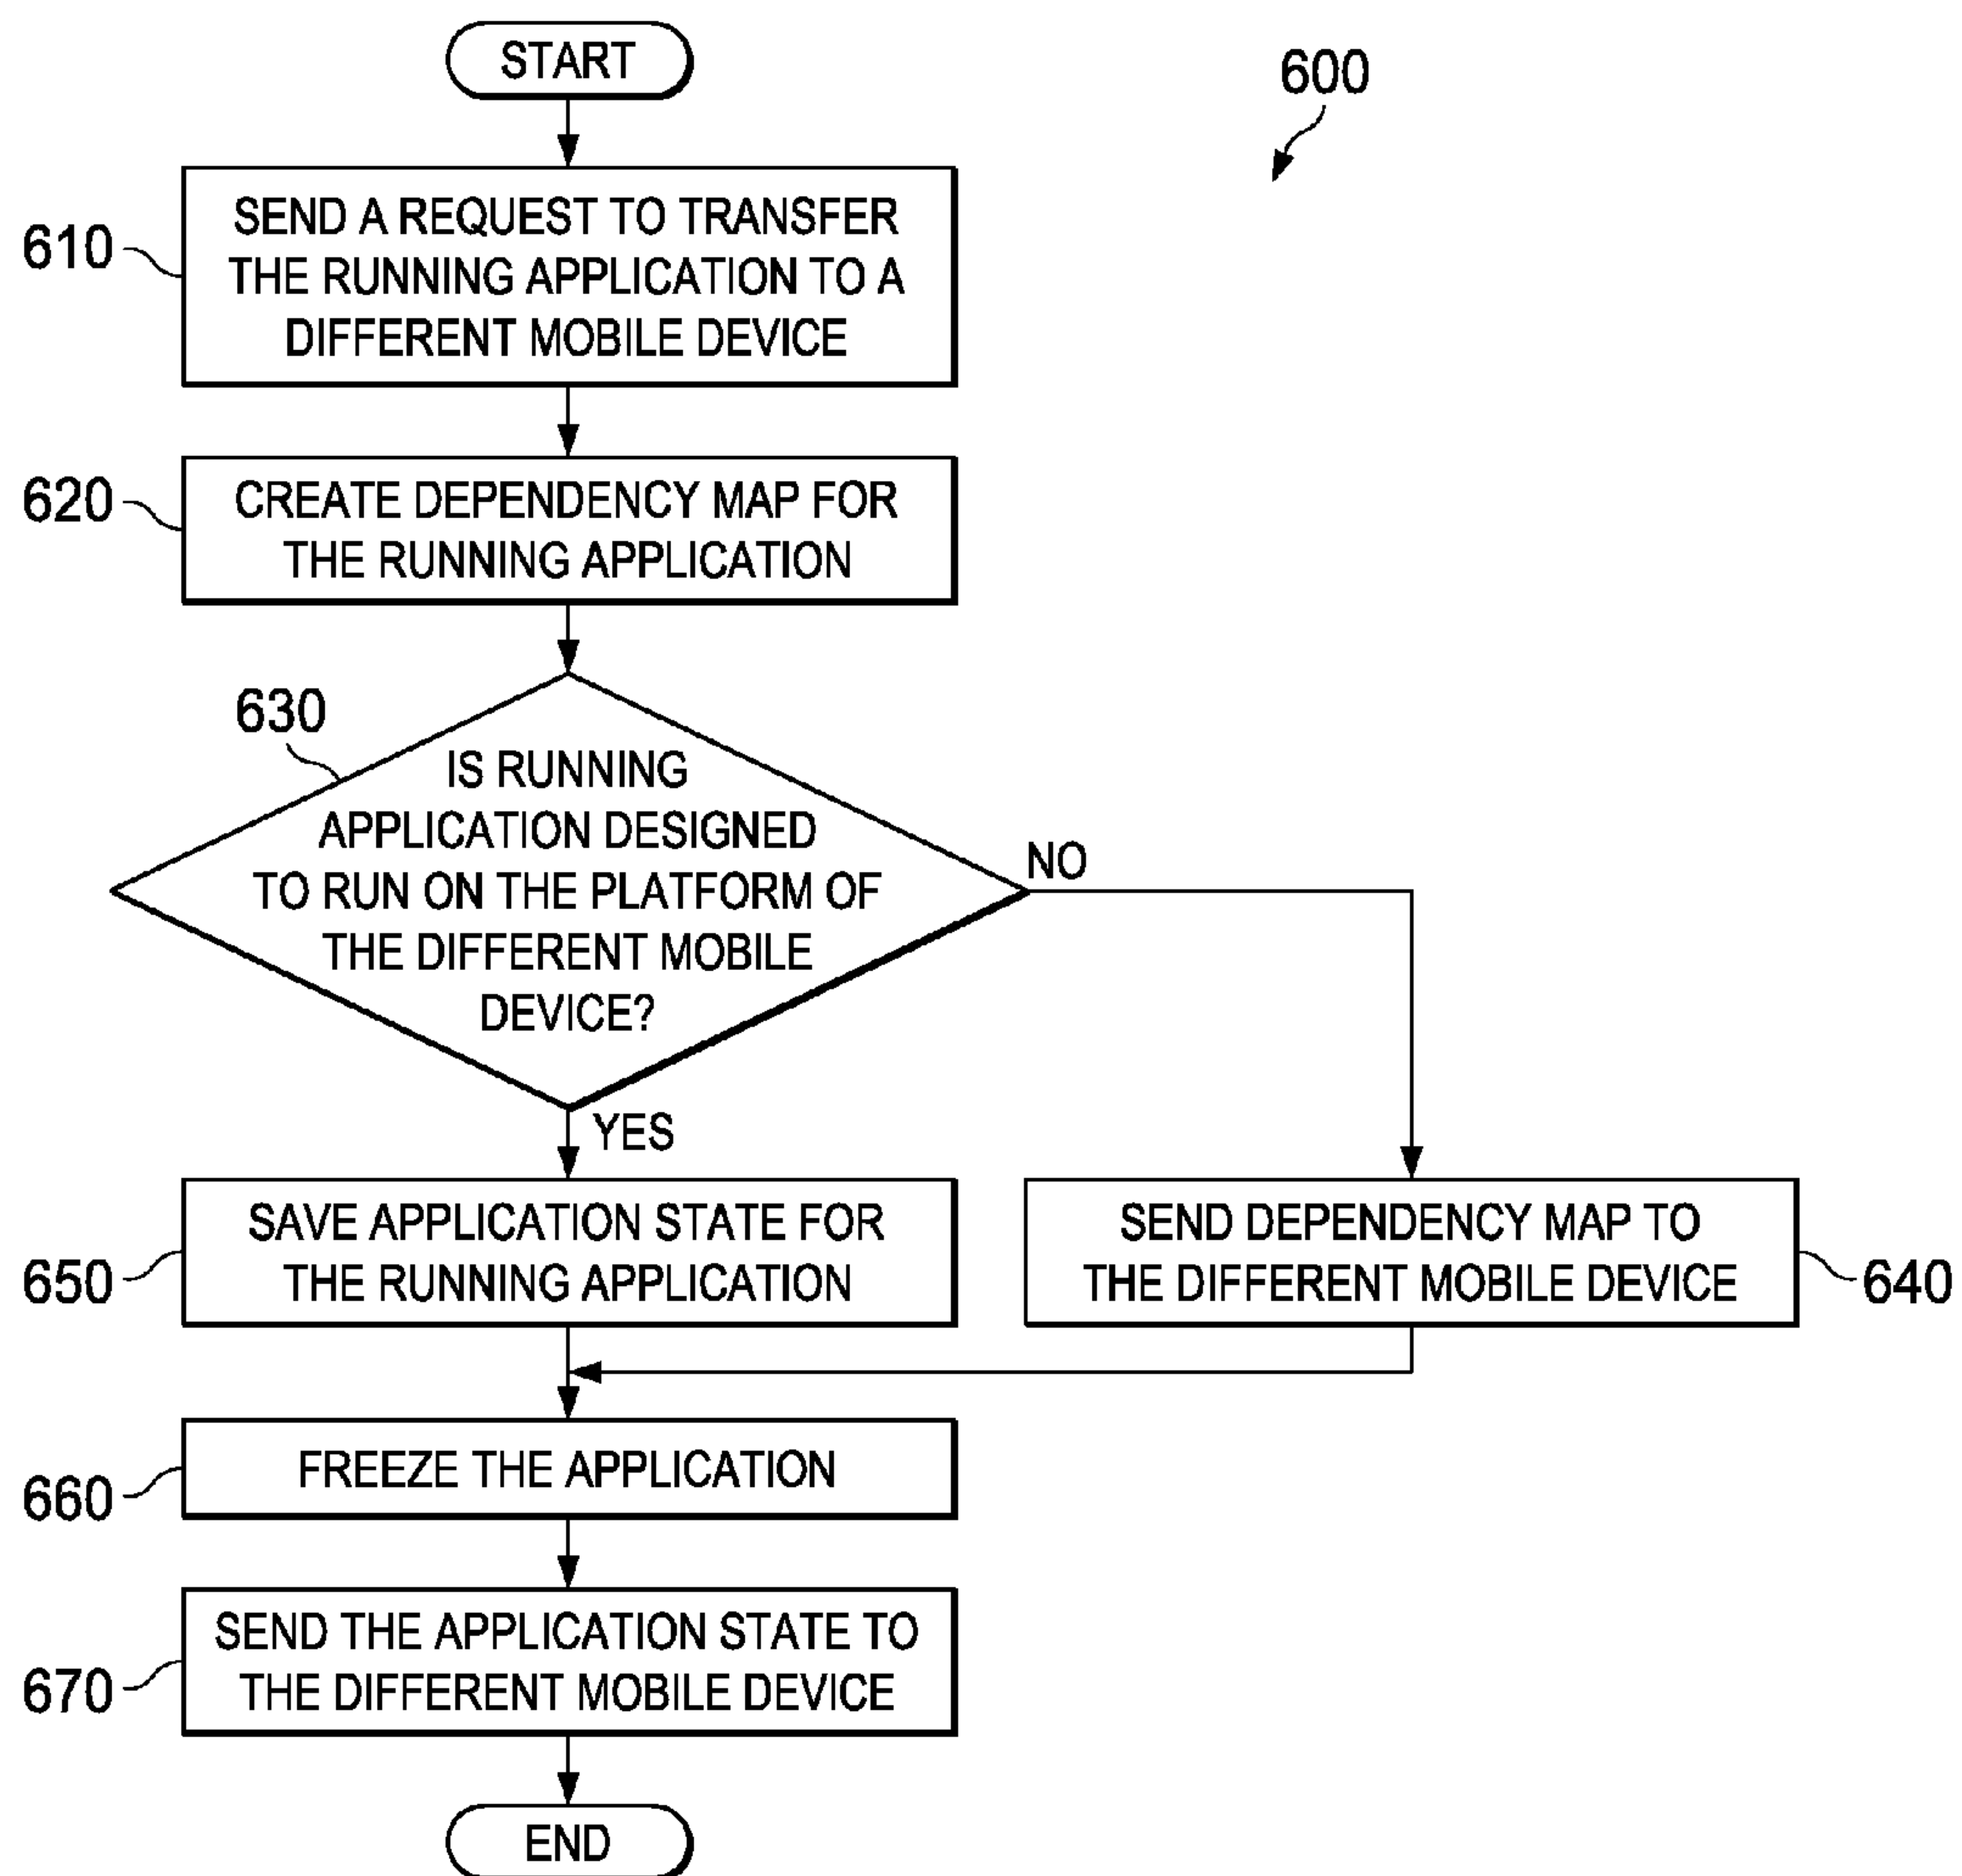 START
600
610
SEND A REQUEST TO TRANSFER
THE RUNNING APPLICATION TO A
DIFFERENT MOBILE DEVICE
620
CREATE DEPENDENCY MAP FOR
THE RUNNING APPLICATION
630
IS RUNNING
APPLICATION DESIGNED
TO RUN ON THE PLATFORM OF
THE DIFFERENT MOBILE
DEVICE?
NO
YES
650
SAVE APPLICATION STATE FOR
THE RUNNING APPLICATION
SEND DEPENDENCY MAP TO
THE DIFFERENT MOBILE DEVICE
640
660
FREEZE THE APPLICATION
670
SEND THE APPLICATION STATE TO
THE DIFFERENT MOBILE DEVICE
END